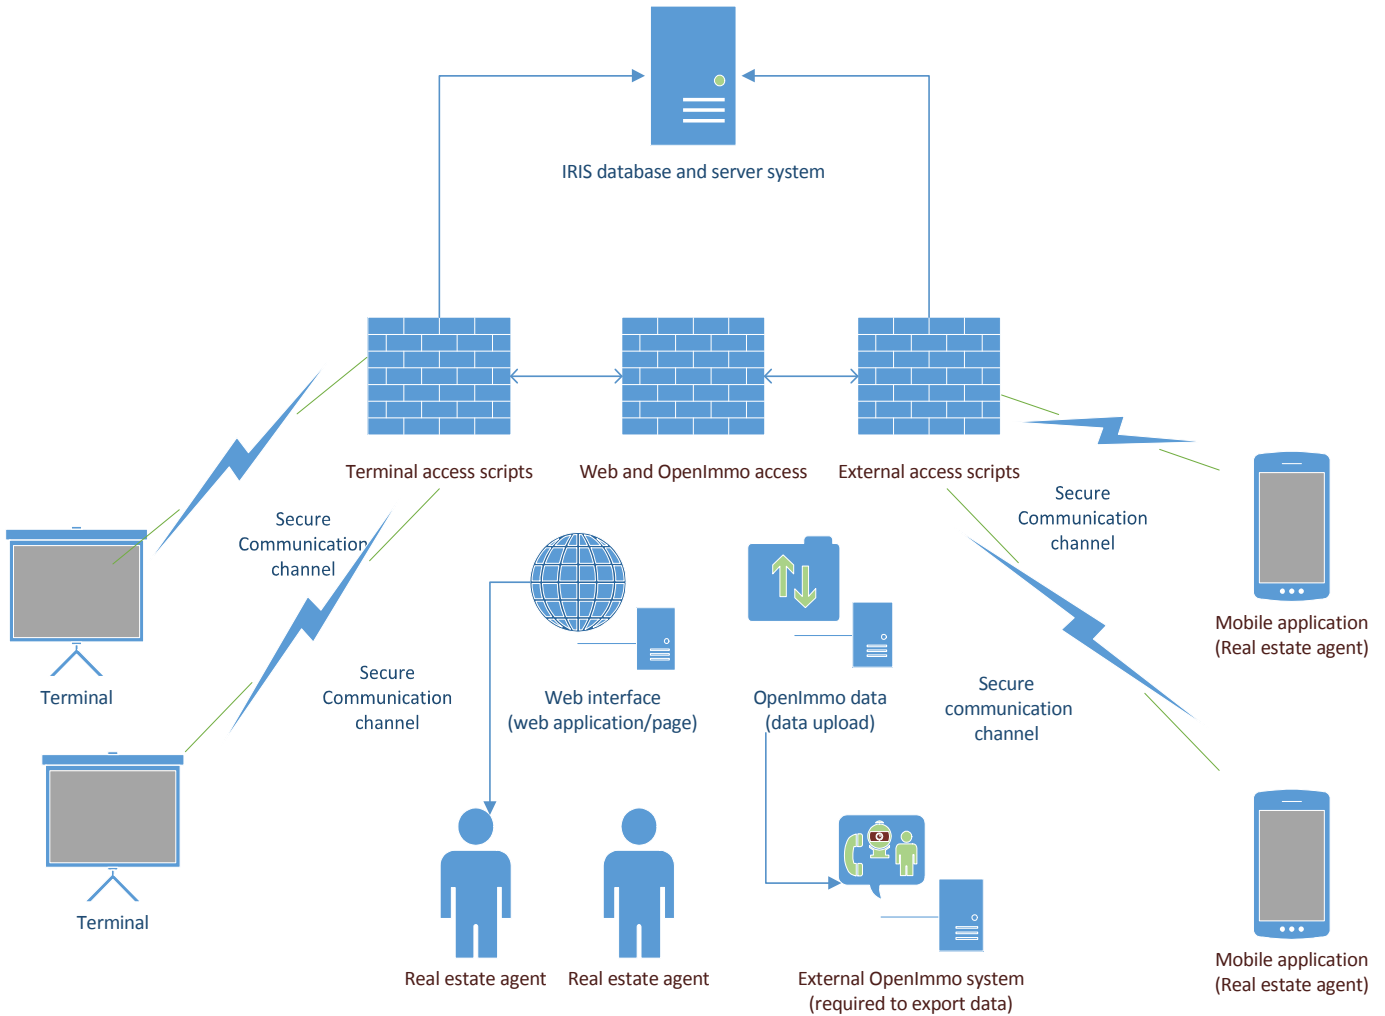 IRIS database and server system
Terminal access scripts
Web and OpenImmo access
External access scripts
Secure
Communication
channel
Secure
Communication
channel
Terminal
Mobile application
(Real estate agent)
Secure
Communication
channel
Web interface
(web application/page)
OpenImmo data
(data upload)
Secure
communication
channel
Terminal
Real estate agent
Real estate agent
External OpenImmo system
(required to export data)
Mobile application
(Real estate agent)